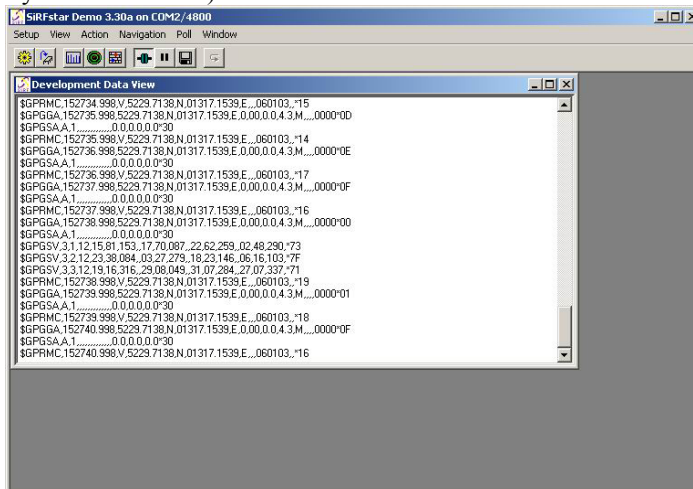 SiRFstar Demo 3.30a on COM2/4800
Setup View Action Navigation Poll Window
Development Data View
$GPRMC,152734.998,V,5229.7138,N,01317.1539,E,,,060103,,*15
$GPGGA,152735.998,5229.7138,N,01317.1539,E,0,00,0.0,4.3,M,,,,0000*0D
$GPGSA,A,1,,,,,,,,,,,,,0.0,0.0,0.0*30
$GPRMC,152735.998,V,5229.7138,N,01317.1539,E,,,060103,,*14
$GPGGA,152736.998,5229.7138,N,01317.1539,E,0,00,0.0,4.3,M,,,,0000*0E
$GPGSA,A,1,,,,,,,,,,,,,0.0,0.0,0.0*30
$GPRMC,152736.998,V,5229.7138,N,01317.1539,E,,,060103,,*17
$GPGGA,152737.998,5229.7138,N,01317.1539,E,0,00,0.0,4.3,M,,,,0000*0F
$GPGSA,A,1,,,,,,,,,,,,,0.0,0.0,0.0*30
$GPRMC,152737.998,V,5229.7138,N,01317.1539,E,,,060103,,*16
$GPGGA,152738.998,5229.7138,N,01317.1539,E,0,00,0.0,4.3,M,,,,0000*00
$GPGSA,A,1,,,,,,,,,,,,,0.0,0.0,0.0*30
$GPGSV,3,1,12,15,81,153,,17,70,087,,22,62,259,,02,48,290,*73
$GPGSV,3,2,12,23,38,084,,03,27,279,,18,23,146,,06,16,103,*7F
$GPGSV,3,3,12,19,16,316,,29,08,049,,31,07,284,,27,07,337,*71
$GPRMC,152738.998,V,5229.7138,N,01317.1539,E,,,060103,,*19
$GPGGA,152739.998,5229.7138,N,01317.1539,E,0,00,0.0,4.3,M,,,,0000*01
$GPGSA,A,1,,,,,,,,,,,,,0.0,0.0,0.0*30
$GPRMC,152739.998,V,5229.7138,N,01317.1539,E,,,060103,,*18
$GPGGA,152740.998,5229.7138,N,01317.1539,E,0,00,0.0,4.3,M,,,,0000*0F
$GPGSA,A,1,,,,,,,,,,,,,0.0,0.0,0.0*30
$GPRMC,152740.998,V,5229.7138,N,01317.1539,E,,,060103,,*16